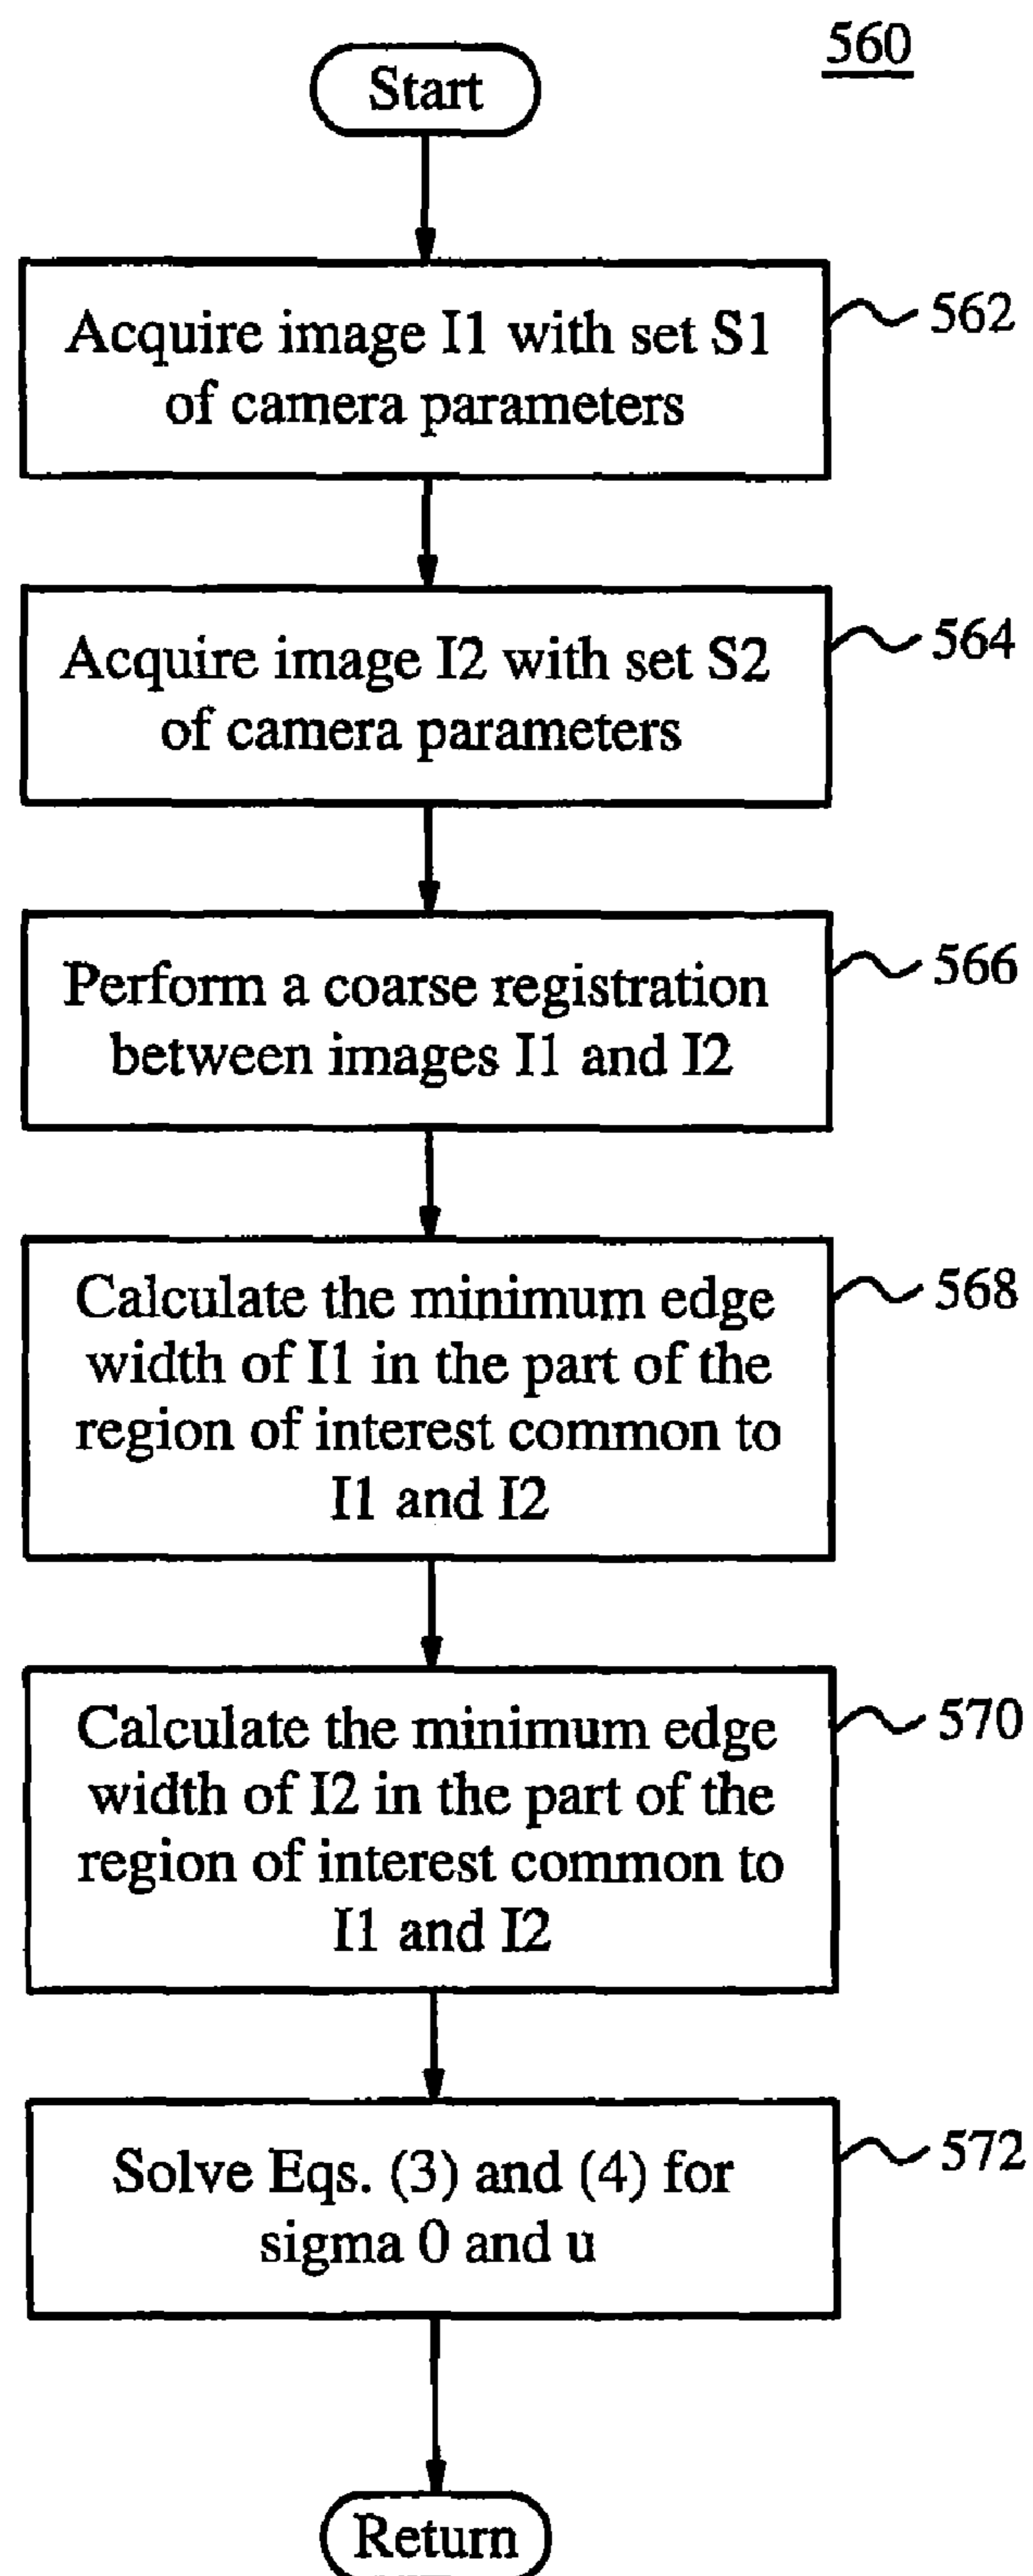 560
Start
Acquire image I1 with set S1
of camera parameters
562
Acquire image I2 with set S2
of camera parameters
564
Perform a coarse registration
between images I1 and I2
566
Calculate the minimum edge
width of I1 in the part of the
region of interest common to
I1 and I2
568
Calculate the minimum edge
width of I2 in the part of the
region of interest common to
I1 and I2
570
Solve Eqs. (3) and (4) for
sigma 0 and u
572
Return